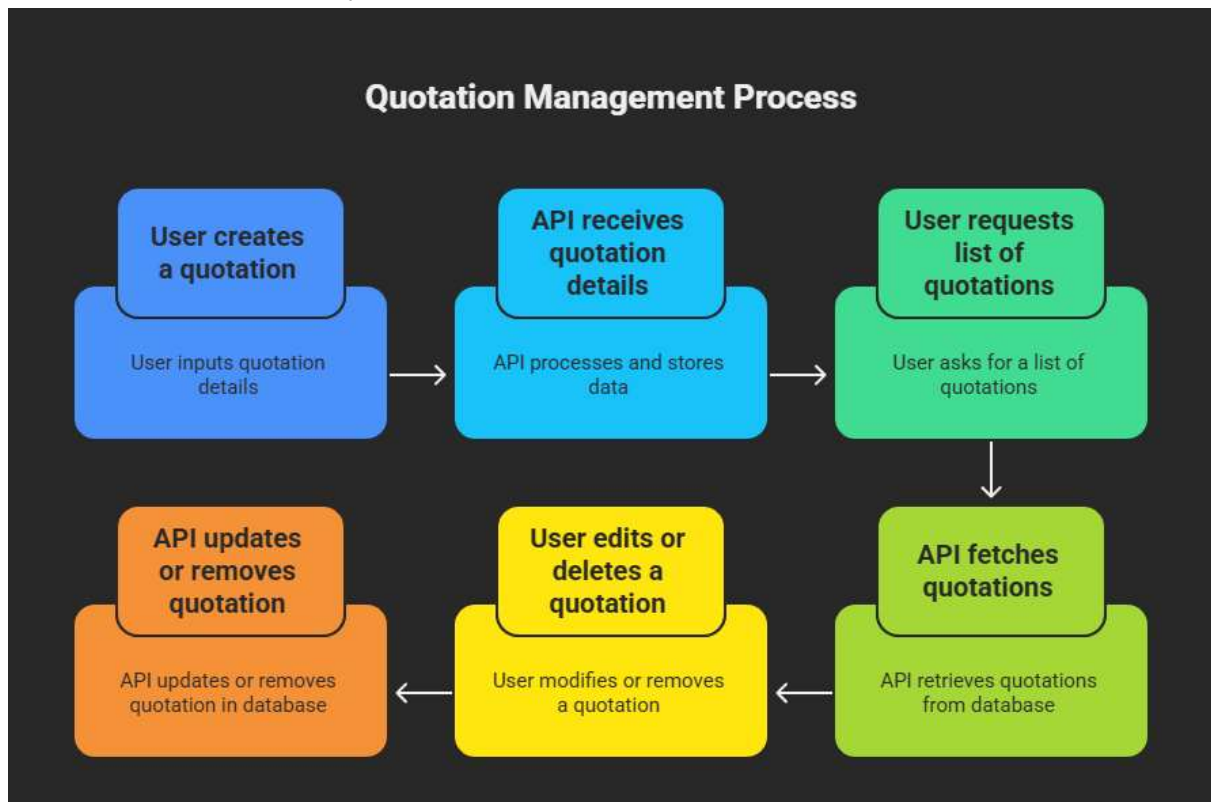 Quotation Management Process
User creates
a quotation
User inputs quotation
details
API receives
quotation
details
API processes and stores
data
User requests
list of
quotations
User asks for a list of
quotations
API fetches
quotations
API retrieves quotations
from database
User edits or
deletes a
quotation
User modifies or removes
a quotation
API updates
or removes
quotation
API updates or removes
quotation in database